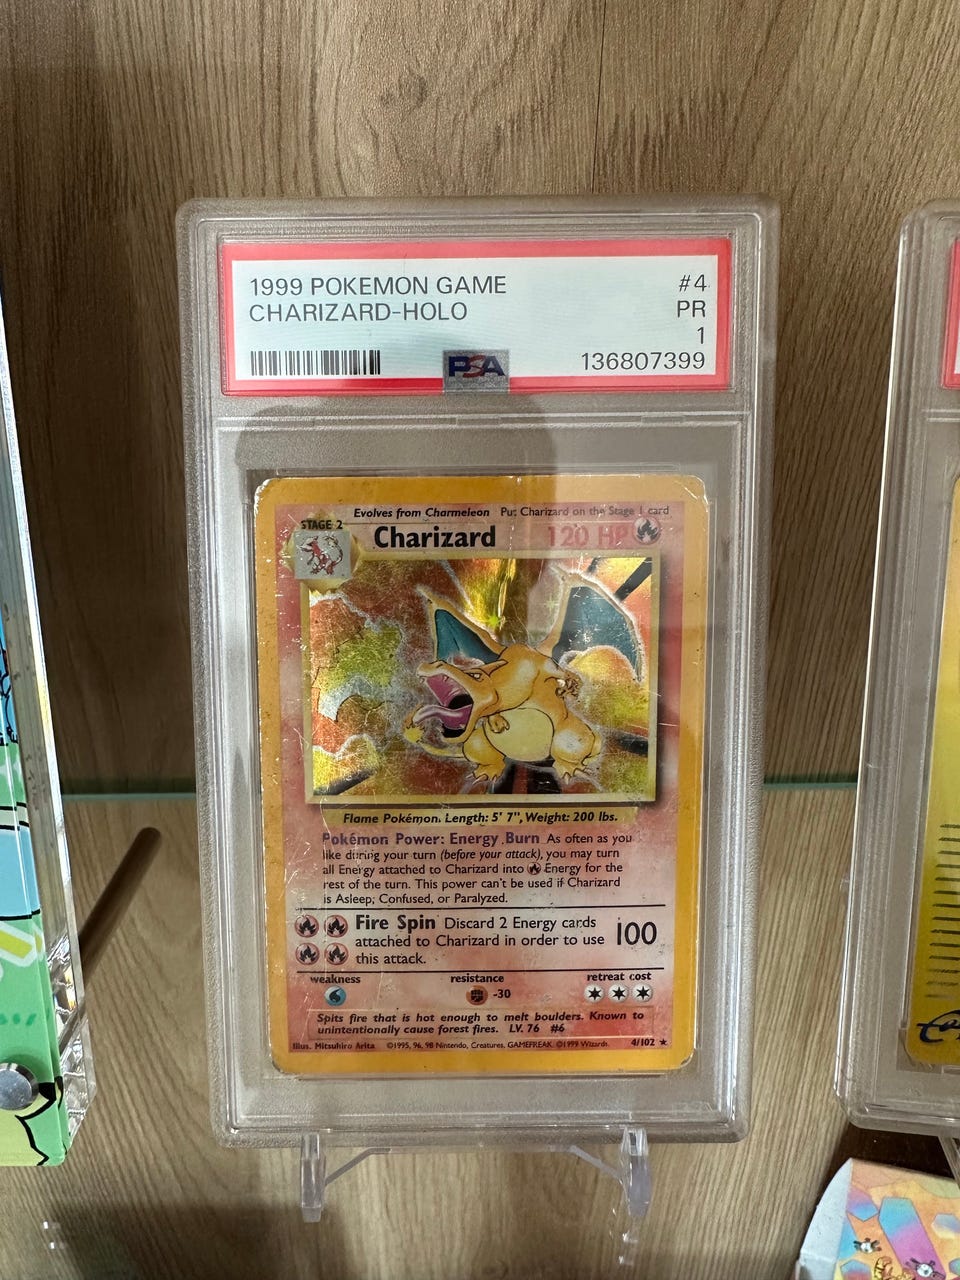 1999 POKEMON GAME #4
CHARIZARD-HOLO PR
1
PSA 136807399
Evolves from Charmeleon Put Charizard on the Stage 1 card
STAGE 2
Charizard 120 HP
Flame Pokémon. Length: 5' 7", Weight: 200 lbs.
Pokémon Power: Energy Burn As often as you
like during your turn (before your attack), you may turn
all Energy attached to Charizard into Energy for the
rest of the turn. This power can't be used if Charizard
is Asleep, Confused, or Paralyzed.
Fire Spin Discard 2 Energy cards
attached to Charizard in order to use 100
this attack.
weakness resistance retreat cost
-30
Spits fire that is hot enough to melt boulders. Known to
unintentionally cause forest fires. LV. 76 #6
Illus. Mitsuhiro Arita ©1995, 96, 98 Nintendo, Creatures, GAMEFREAK. ©1999 Wizards. 4/102 ★